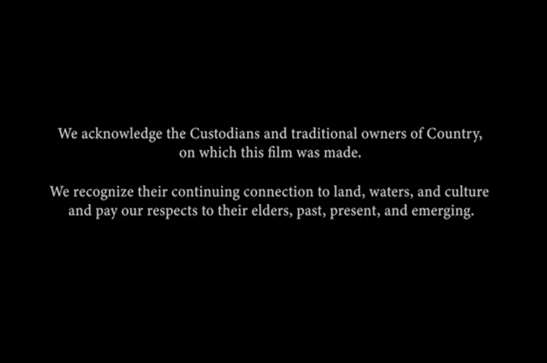 We acknowledge the Custodians and traditional owners of Country,
on which this film was made.
We recognize their continuing connection to land, waters, and culture
and pay our respects to their elders, past, present, and emerging.